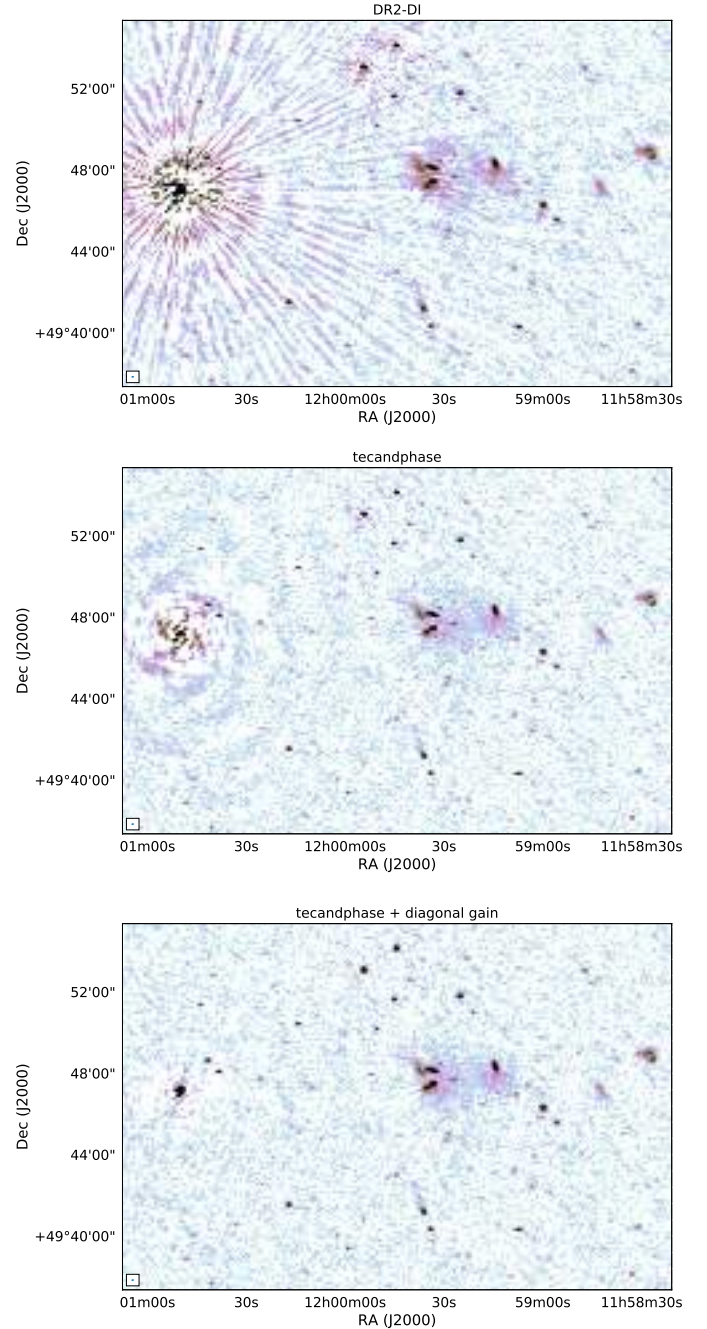 DR2-DI
52'00"
48'00"
44'00"
+49°40'00"
Dec (J2000)
01m00s 30s 12h00m00s 30s 59m00s 11h58m30s
RA (J2000)
tecandphase
52'00"
48'00"
44'00"
+49°40'00"
Dec (J2000)
01m00s 30s 12h00m00s 30s 59m00s 11h58m30s
RA (J2000)
tecandphase + diagonal gain
52'00"
48'00"
44'00"
+49°40'00"
Dec (J2000)
01m00s 30s 12h00m00s 30s 59m00s 11h58m30s
RA (J2000)